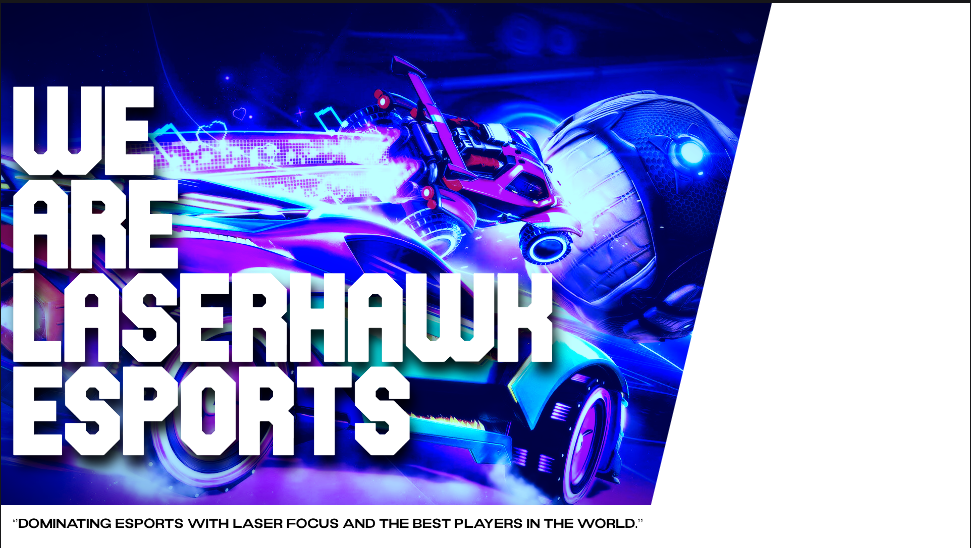 WE
ARE
LASERHAWK
ESPORTS
“DOMINATING ESPORTS WITH LASER FOCUS AND THE BEST PLAYERS IN THE WORLD.”